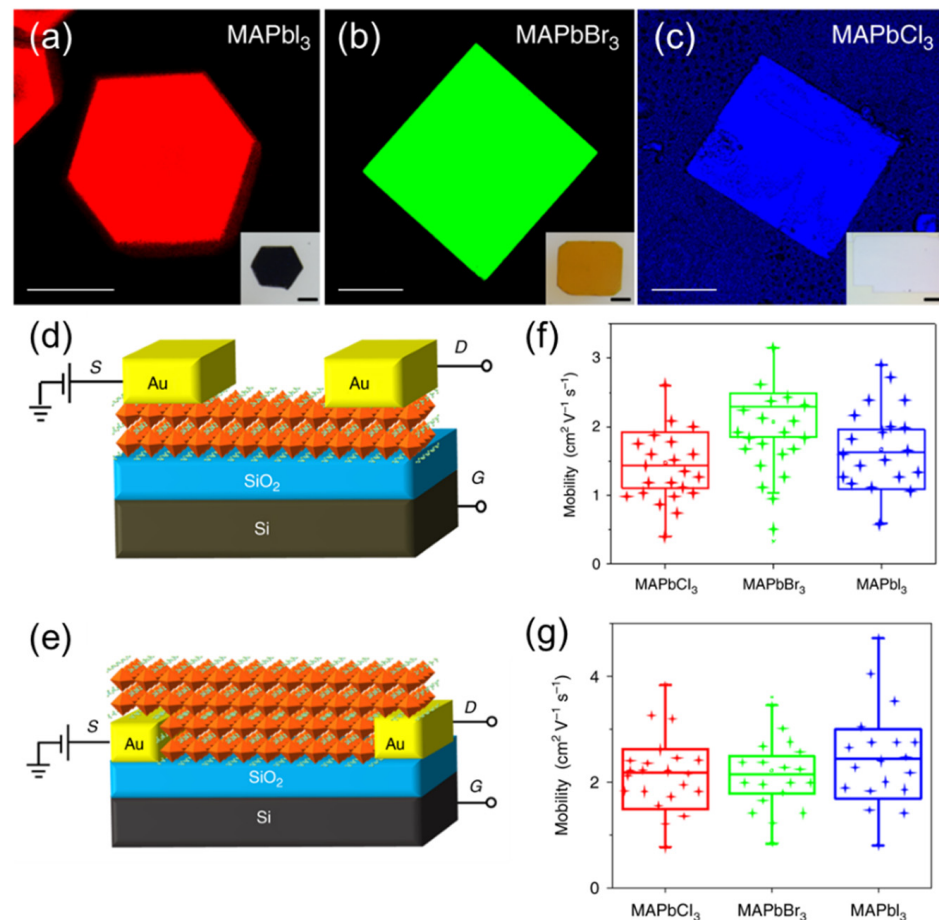 (a) MAPbI₃
(b) MAPbBr₃
(c) MAPbCl₃
(d)
S
D
Au
Au
SiO₂
G
Si
(f)
Mobility (cm² V⁻¹ s⁻¹)
3
2
1
0
MAPbCl₃ MAPbBr₃ MAPbI₃
(e)
S
D
Au
Au
SiO₂
G
Si
(g)
Mobility (cm² V⁻¹ s⁻¹)
4
2
0
MAPbCl₃ MAPbBr₃ MAPbI₃